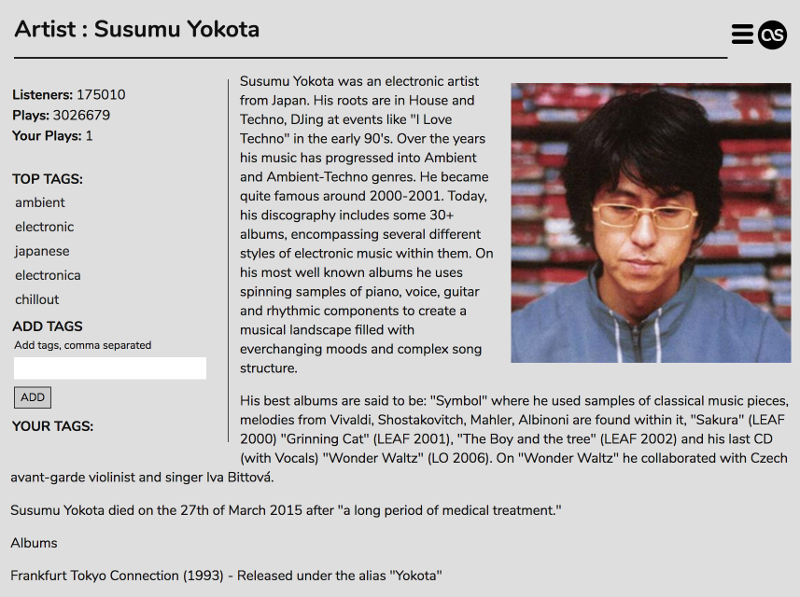 Artist : Susumu Yokota
Listeners: 175010
Plays: 3026679
Your Plays: 1
TOP TAGS:
ambient
electronic
japanese
electronica
chillout
ADD TAGS
Add tags, comma separated
ADD
YOUR TAGS:
Susumu Yokota was an electronic artist
from Japan. His roots are in House and
Techno, DJing at events like "I Love
Techno" in the early 90's. Over the years
his music has progressed into Ambient
and Ambient-Techno genres. He became
quite famous around 2000-2001. Today,
his discography includes some 30+
albums, encompassing several different
styles of electronic music within them. On
his most well known albums he uses
spinning samples of piano, voice, guitar
and rhythmic components to create a
musical landscape filled with
everchanging moods and complex song
structure.
His best albums are said to be: "Symbol" where he used samples of classical music pieces,
melodies from Vivaldi, Shostakovitch, Mahler, Albinoni are found within it, "Sakura" (LEAF
2000) "Grinning Cat" (LEAF 2001), "The Boy and the tree" (LEAF 2002) and his last CD
(with Vocals) "Wonder Waltz" (LO 2006). On "Wonder Waltz" he collaborated with Czech
avant-garde violinist and singer Iva Bittová.
Susumu Yokota died on the 27th of March 2015 after "a long period of medical treatment."
Albums
Frankfurt Tokyo Connection (1993) - Released under the alias "Yokota"